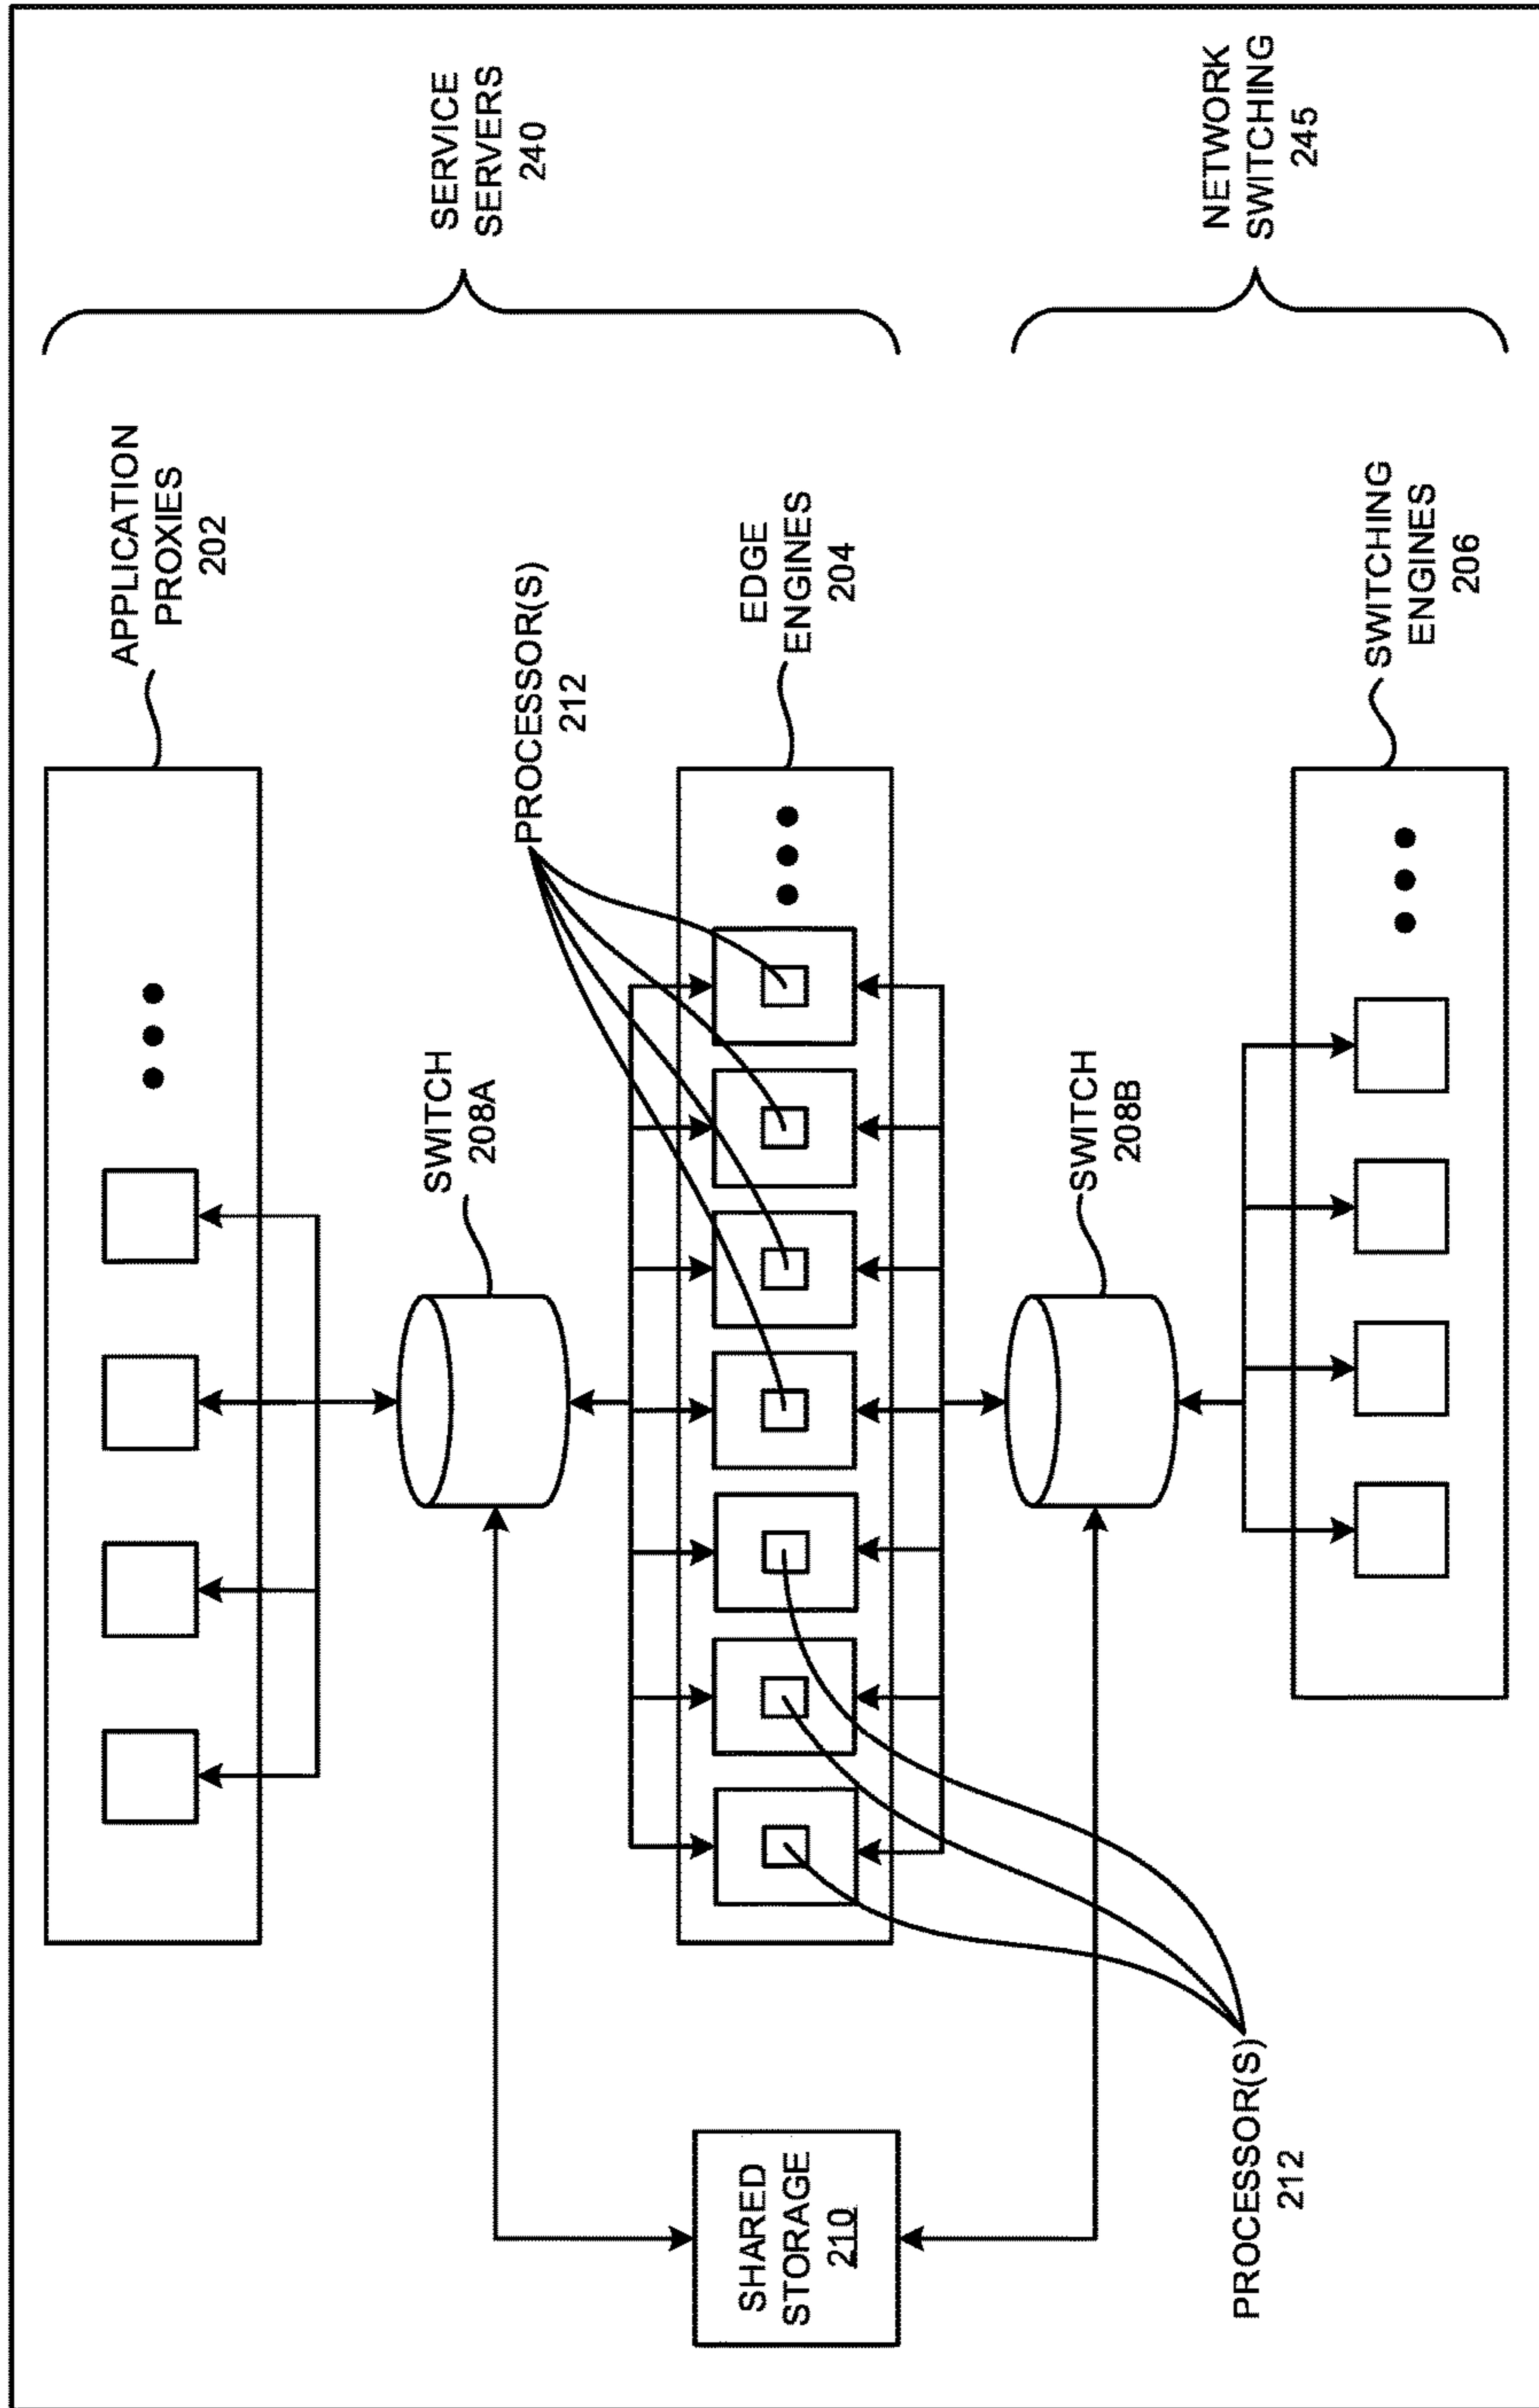 APPLICATION
PROXIES
202
SERVICE
SERVERS
240
SWITCH
208A
PROCESSOR(S)
212
EDGE
ENGINES
204
SHARED
STORAGE
210
SWITCH
208B
PROCESSOR(S)
212
SWITCHING
ENGINES
206
NETWORK
SWITCHING
245